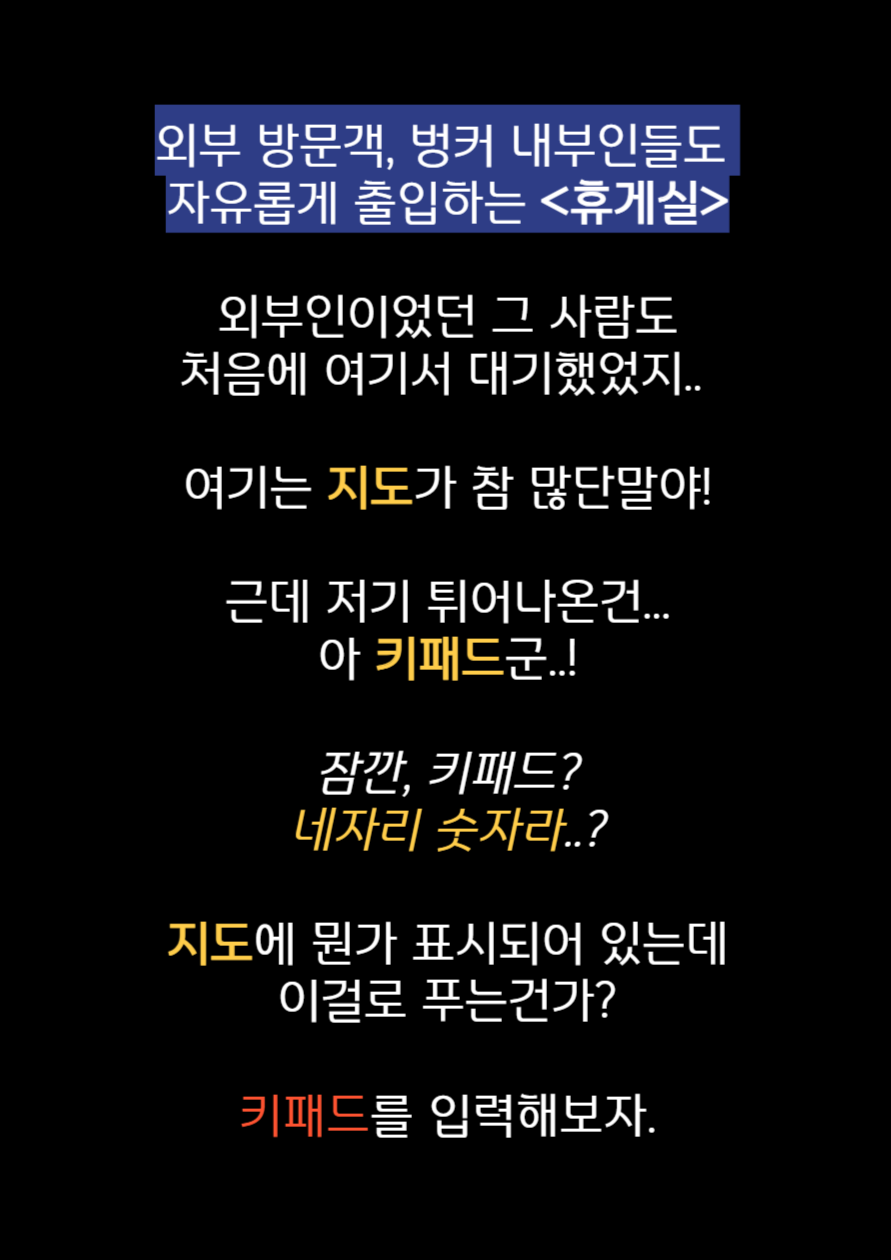 외부 방문객, 벙커 내부인들도
자유롭게 출입하는 <휴게실>
외부인이었던 그 사람도
처음에 여기서 대기했었지..
여기는 지도가 참 많단말야!
근데 저기 튀어나온건...
아 키패드군..!
잠깐, 키패드?
네자리 숫자라..?
지도에 뭔가 표시되어 있는데
이걸로 푸는건가?
키패드를 입력해보자.